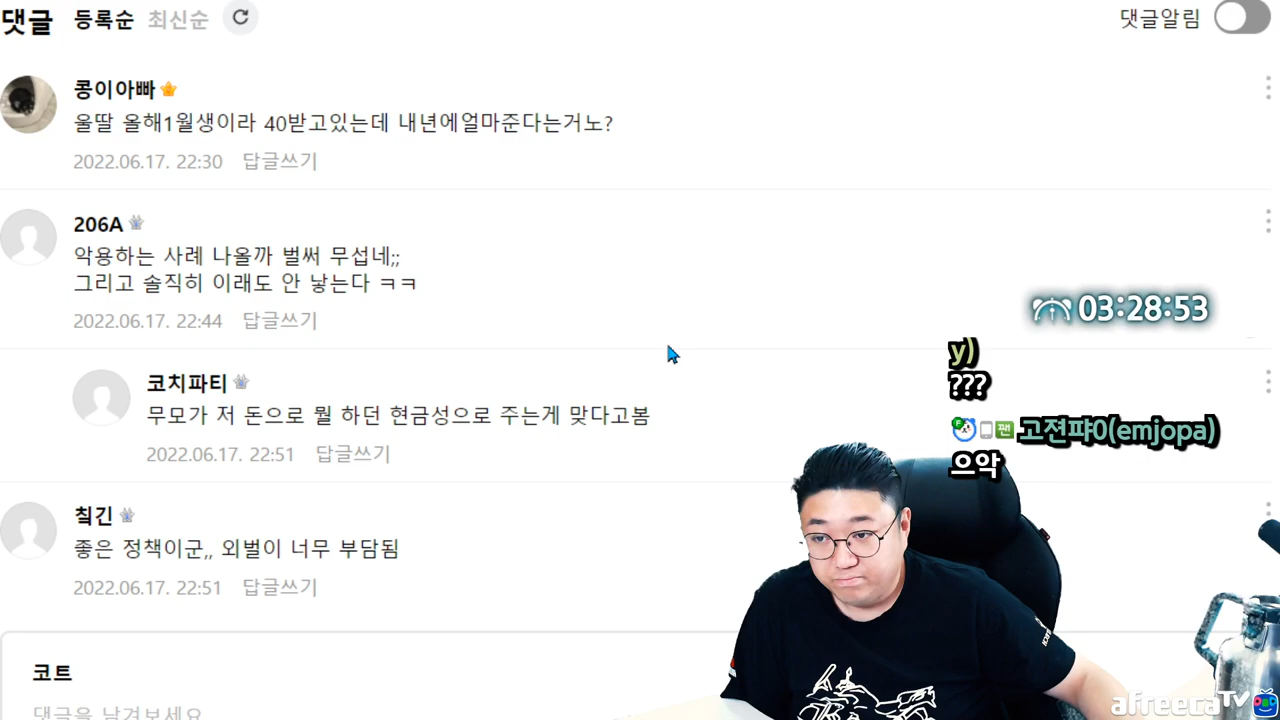 댓글 등록순 최신순
댓글알림
콩이아빠
울딸 올해1월생이라 40받고있는데 내년에얼마준다는거노?
2022.06.17. 22:30 답글쓰기
206A
악용하는 사례 나올까 벌써 무섭네;;
그리고 솔직히 이래도 안 낳는다 ㅋㅋ
2022.06.17. 22:44 답글쓰기
03:28:53
y)
???
코치파티
무모가 저 돈으로 뭘 하던 현금성으로 주는게 맞다고봄
2022.06.17. 22:51 답글쓰기
F 팬 고젼퍄0(emjopa)
으악
칰긴
좋은 정책이군,, 외벌이 너무 부담됨
2022.06.17. 22:51 답글쓰기
코트
댓글을 남겨보세요
afreecaTV